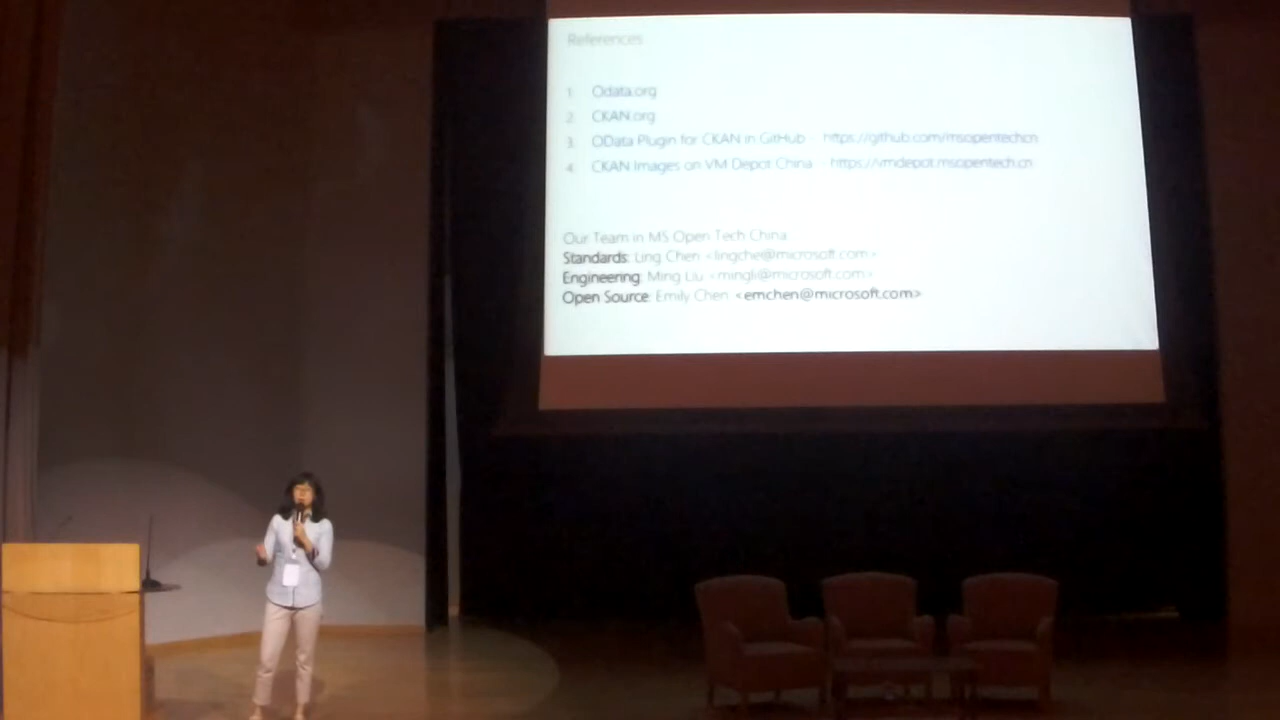 References
1. Odata.org
2. CKAN.org
3. OData Plugin for CKAN in GitHub - https://github.com/msopentechcn
4. CKAN Images on VM Depot China - https://vmdepot.msopentech.cn
Our Team in MS Open Tech China
Standards: Ling Chen <lingche@microsoft.com>
Engineering: Ming Liu <mingli@microsoft.com>
Open Source: Emily Chen <emchen@microsoft.com>